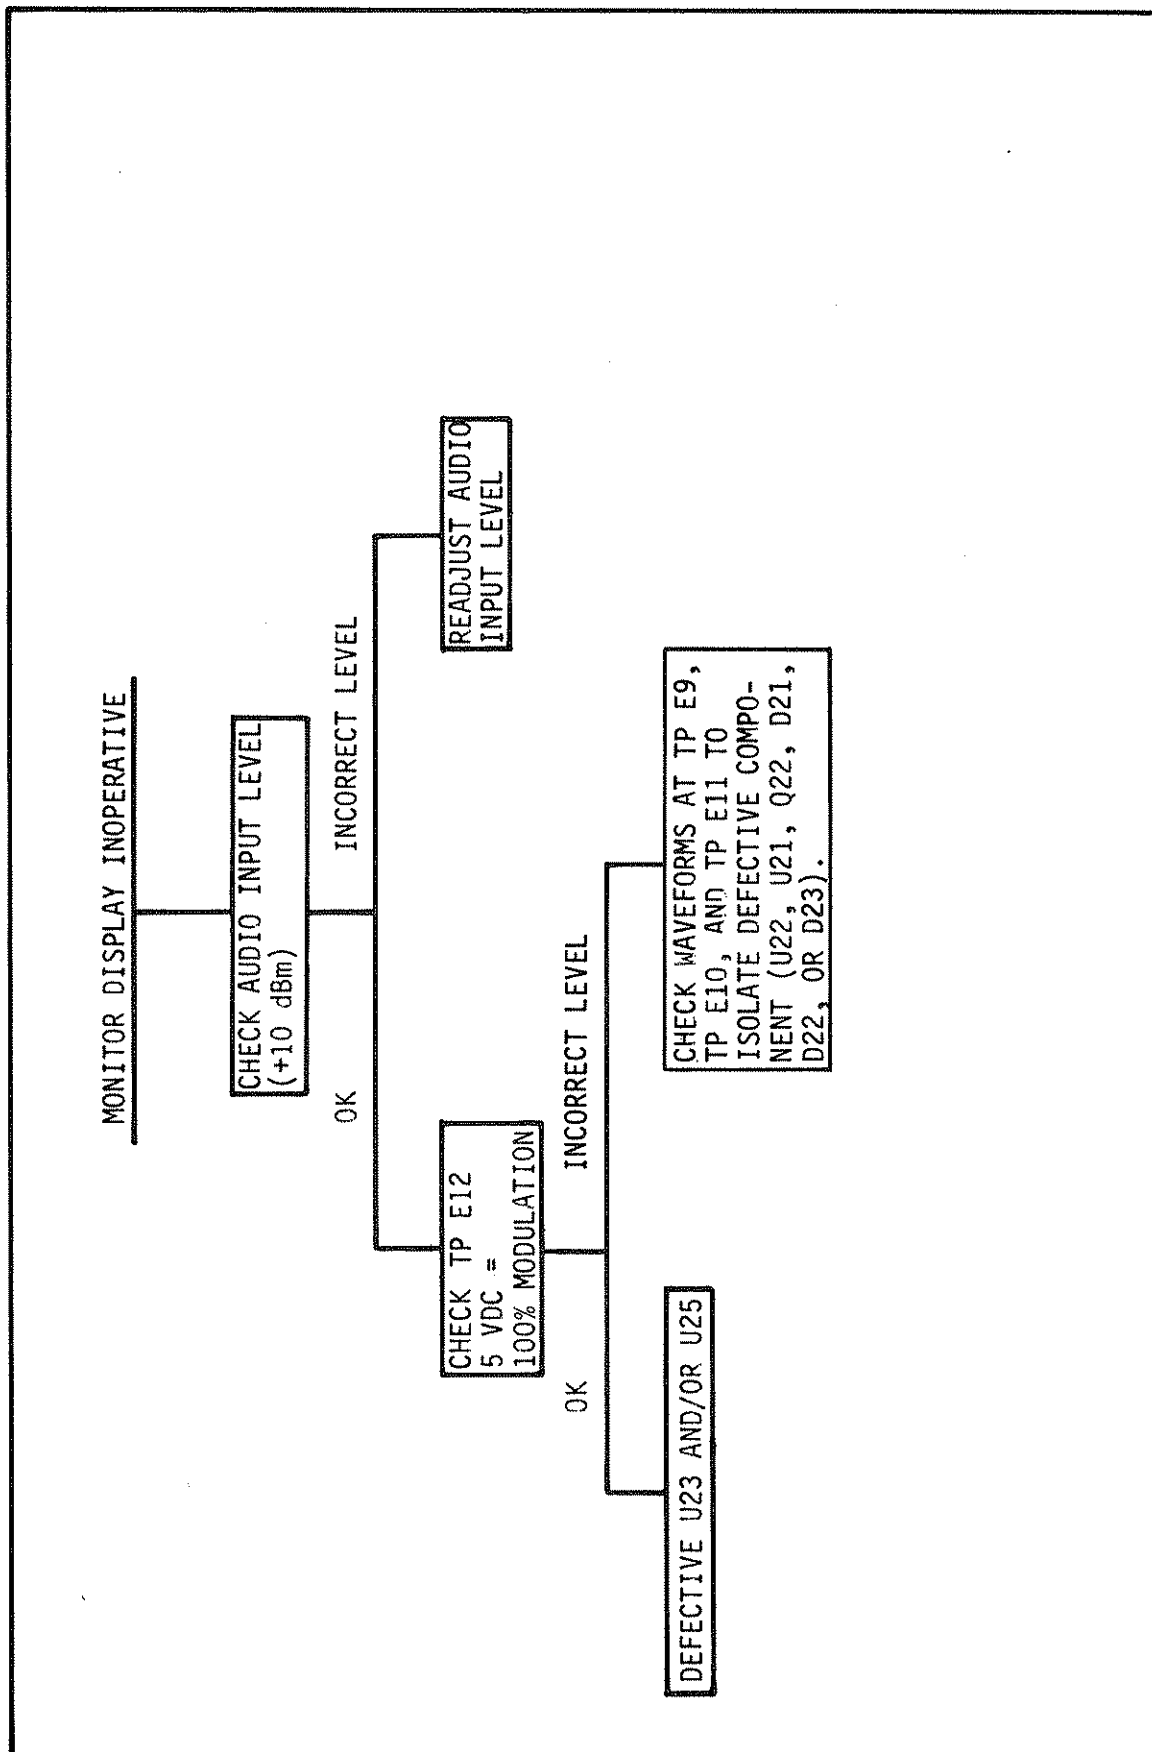 MONITOR DISPLAY INOPERATIVE
CHECK AUDIO INPUT LEVEL
(+10 dBm)
OK
INCORRECT LEVEL
CHECK TP E12
5 VDC =
100% MODULATION
READJUST AUDIO
INPUT LEVEL
OK
INCORRECT LEVEL
DEFECTIVE U23 AND/OR U25
CHECK WAVEFORMS AT TP E9,
TP E10, AND TP E11 TO
ISOLATE DEFECTIVE COMPO-
NENT (U22, U21, Q22, D21,
D22, OR D23).